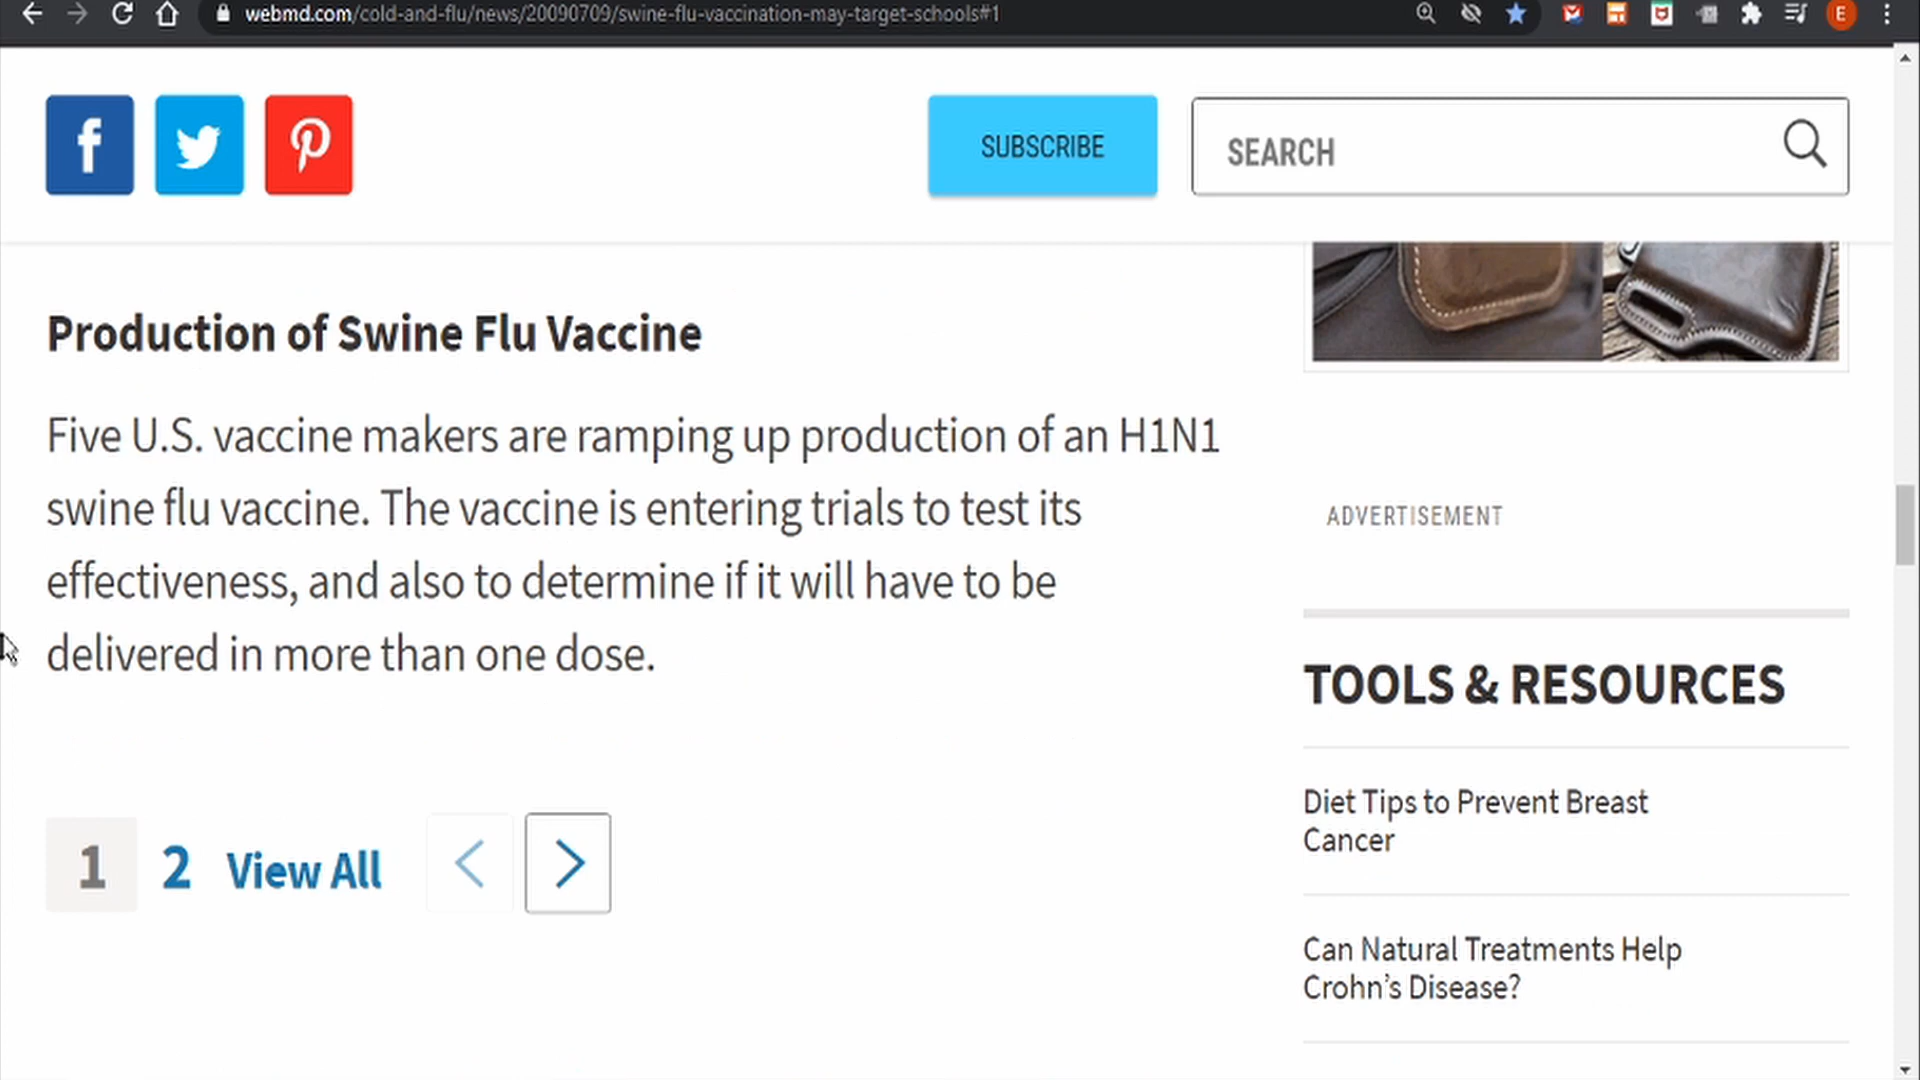 webmd.com/cold-and-flu/news/20090709/swine-flu-vaccination-may-target-schools#1
E
SUBSCRIBE
SEARCH
Production of Swine Flu Vaccine
Five U.S. vaccine makers are ramping up production of an H1N1
swine flu vaccine. The vaccine is entering trials to test its
effectiveness, and also to determine if it will have to be
delivered in more than one dose.
1 2 View All
ADVERTISEMENT
TOOLS & RESOURCES
Diet Tips to Prevent Breast
Cancer
Can Natural Treatments Help
Crohn’s Disease?